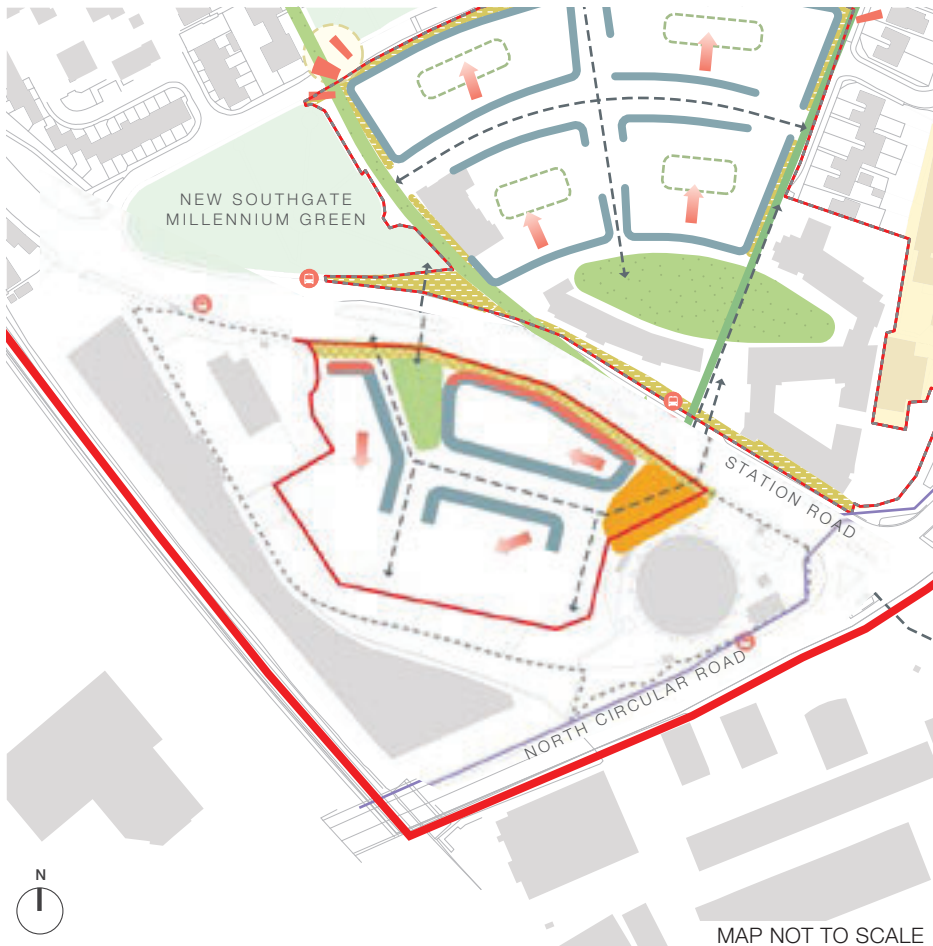 NEW SOUTHGATE
MILLENNIUM GREEN
STATION ROAD
NORTH CIRCULAR ROAD
N
MAP NOT TO SCALE